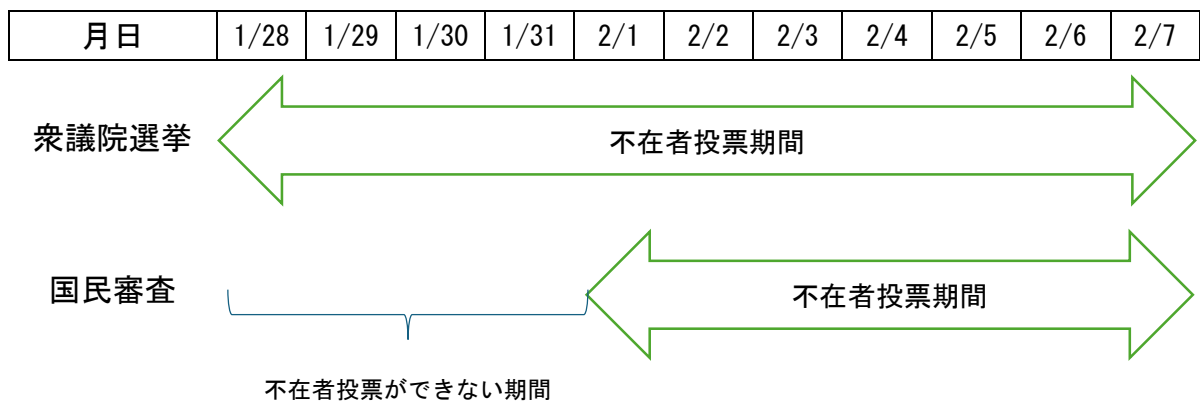 月日 1/28 1/29 1/30 1/31 2/1 2/2 2/3 2/4 2/5 2/6 2/7
衆議院選挙 不在者投票期間
国民審査 不在者投票期間
不在者投票ができない期間